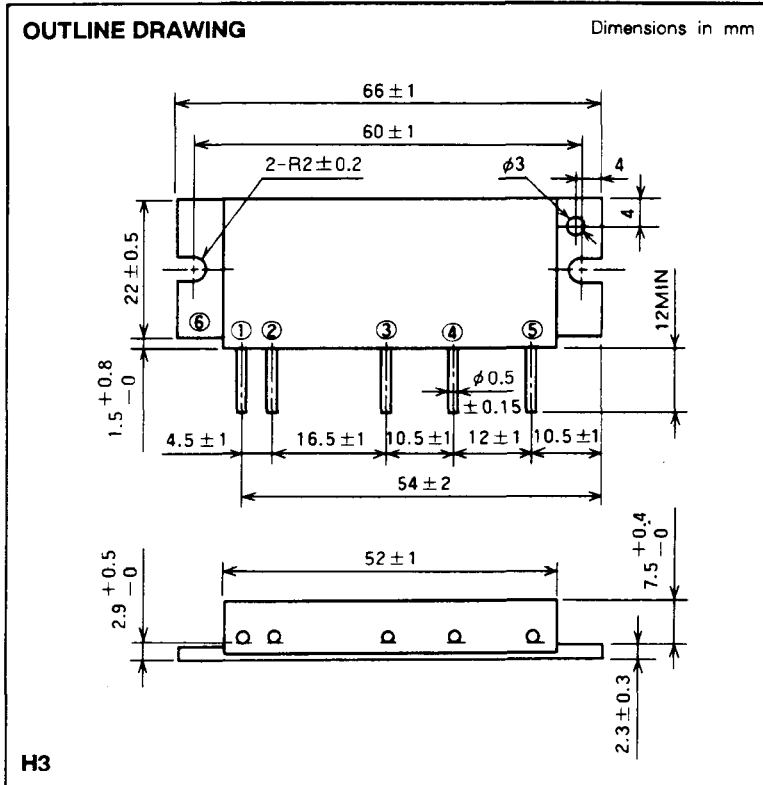 OUTLINE DRAWING
Dimensions in mm
66±1
60±1
2-R2±0.2
φ3
4
4
22±0.5
12MIN
⑥
①
②
③
④
⑤
φ0.5
±0.15
1.5 +0.8 -0
4.5±1
16.5±1
10.5±1
12±1
10.5±1
54±2
52±1
2.9 +0.5 -0
7.5 +0.4 -0
2.3±0.3
H3